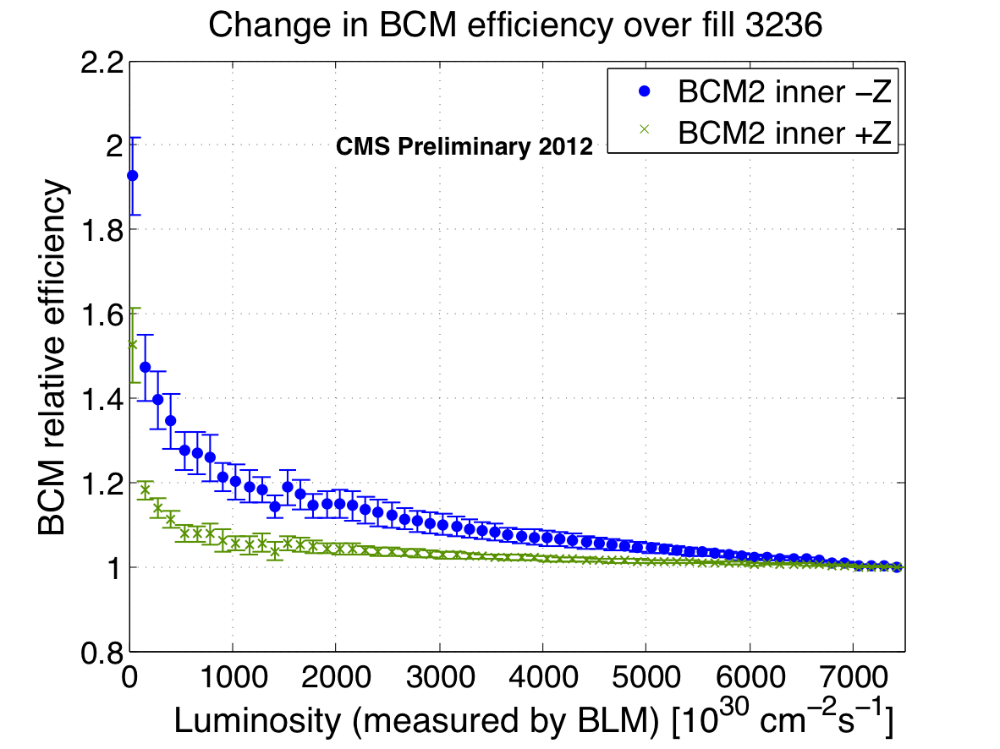 Change in BCM efficiency over fill 3236
2.2
2
1.8
1.6
1.4
1.2
1
0.8
BCM relative efficiency
BCM2 inner −Z
BCM2 inner +Z
CMS Preliminary 2012
0 1000 2000 3000 4000 5000 6000 7000
Luminosity (measured by BLM) [10³⁰ cm⁻²s⁻¹]